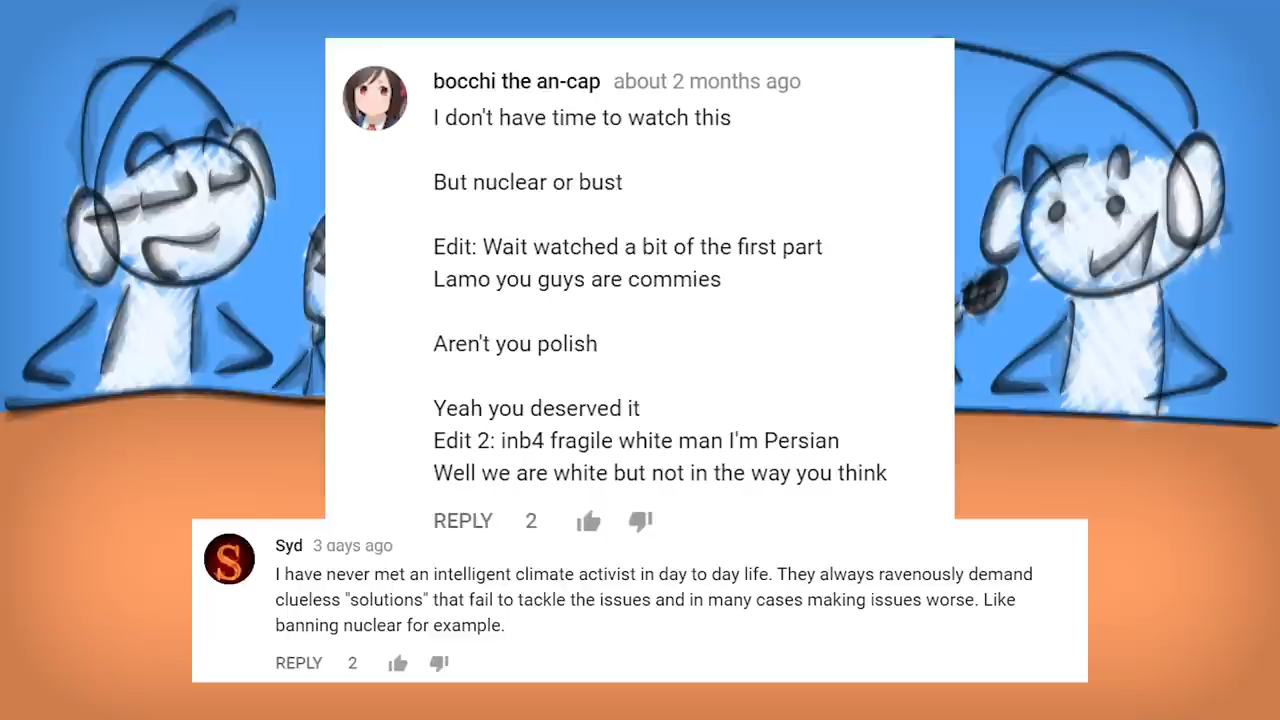 bocchi the an-cap about 2 months ago
I don't have time to watch this
But nuclear or bust
Edit: Wait watched a bit of the first part
Lamo you guys are commies
Aren't you polish
Yeah you deserved it
Edit 2: inb4 fragile white man I'm Persian
Well we are white but not in the way you think
REPLY 2
S
Syd 3 days ago
I have never met an intelligent climate activist in day to day life. They always ravenously demand
clueless "solutions" that fail to tackle the issues and in many cases making issues worse. Like
banning nuclear for example.
REPLY 2